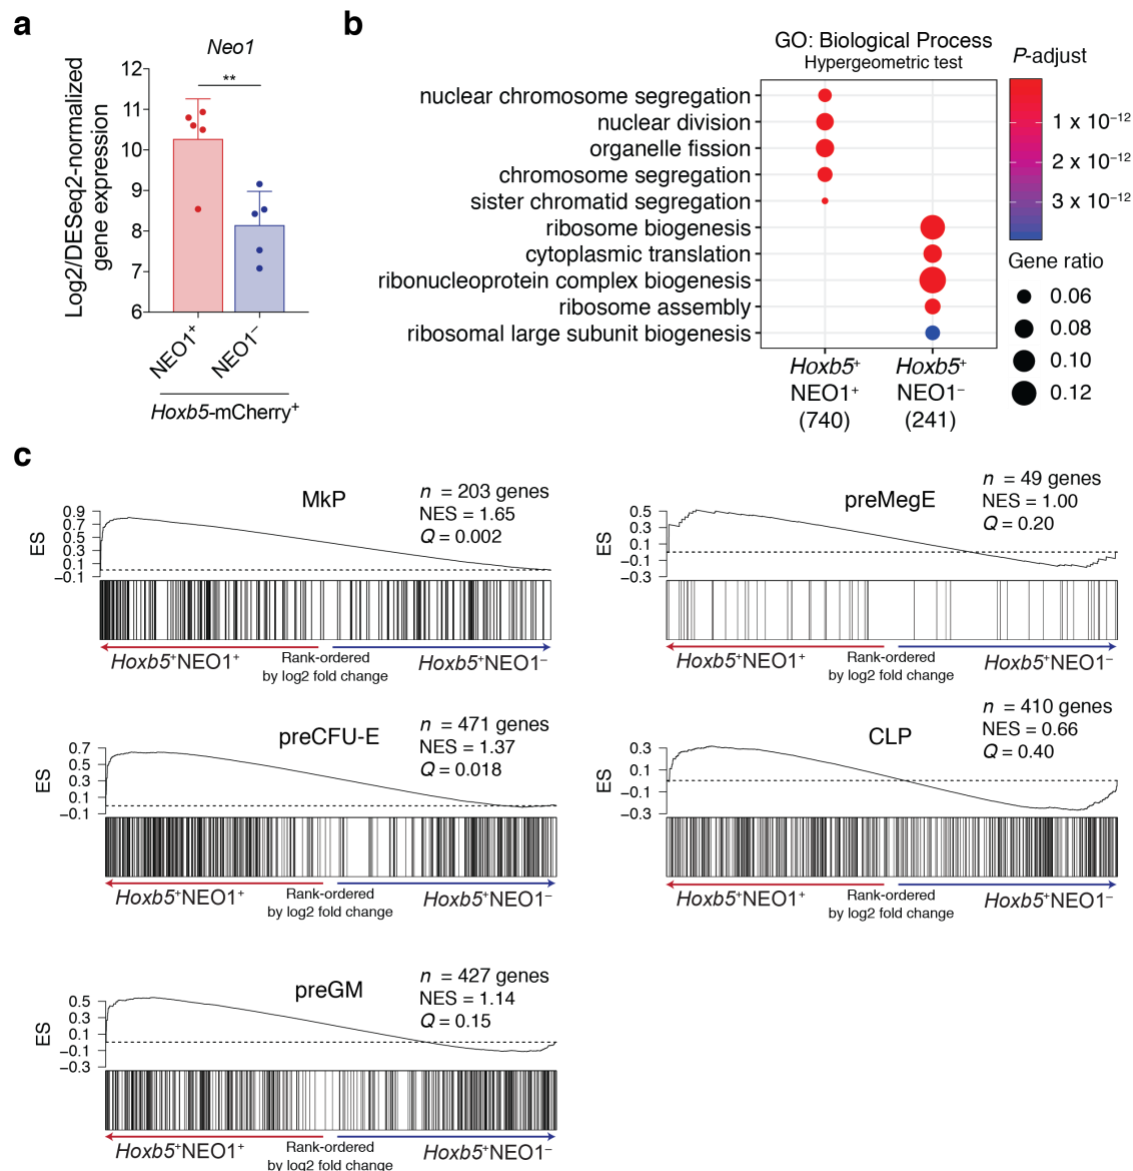 a
Neo1
**
Log2/DESeq2-normalized
gene expression
12
11
10
9
8
7
6
NEO1+
NEO1−
Hoxb5-mCherry+
b
GO: Biological Process
Hypergeometric test
nuclear chromosome segregation
nuclear division
organelle fission
chromosome segregation
sister chromatid segregation
ribosome biogenesis
cytoplasmic translation
ribonucleoprotein complex biogenesis
ribosome assembly
ribosomal large subunit biogenesis
Hoxb5+
NEO1+
(740)
Hoxb5+
NEO1−
(241)
P-adjust
1 x 10−12
2 x 10−12
3 x 10−12
Gene ratio
0.06
0.08
0.10
0.12
c
MkP
n = 203 genes
NES = 1.65
Q = 0.002
ES
0.9
0.7
0.5
0.3
0.1
−0.1
Hoxb5+NEO1+
Rank-ordered
by log2 fold change
Hoxb5+NEO1−
preMegE
n = 49 genes
NES = 1.00
Q = 0.20
ES
0.5
0.3
0.1
−0.1
−0.3
Hoxb5+NEO1+
Rank-ordered
by log2 fold change
Hoxb5+NEO1−
preCFU-E
n = 471 genes
NES = 1.37
Q = 0.018
ES
0.7
0.5
0.3
0.1
−0.1
Hoxb5+NEO1+
Rank-ordered
by log2 fold change
Hoxb5+NEO1−
CLP
n = 410 genes
NES = 0.66
Q = 0.40
ES
0.3
0.1
−0.1
−0.3
Hoxb5+NEO1+
Rank-ordered
by log2 fold change
Hoxb5+NEO1−
preGM
n = 427 genes
NES = 1.14
Q = 0.15
ES
0.5
0.3
0.1
−0.1
−0.3
Hoxb5+NEO1+
Rank-ordered
by log2 fold change
Hoxb5+NEO1−